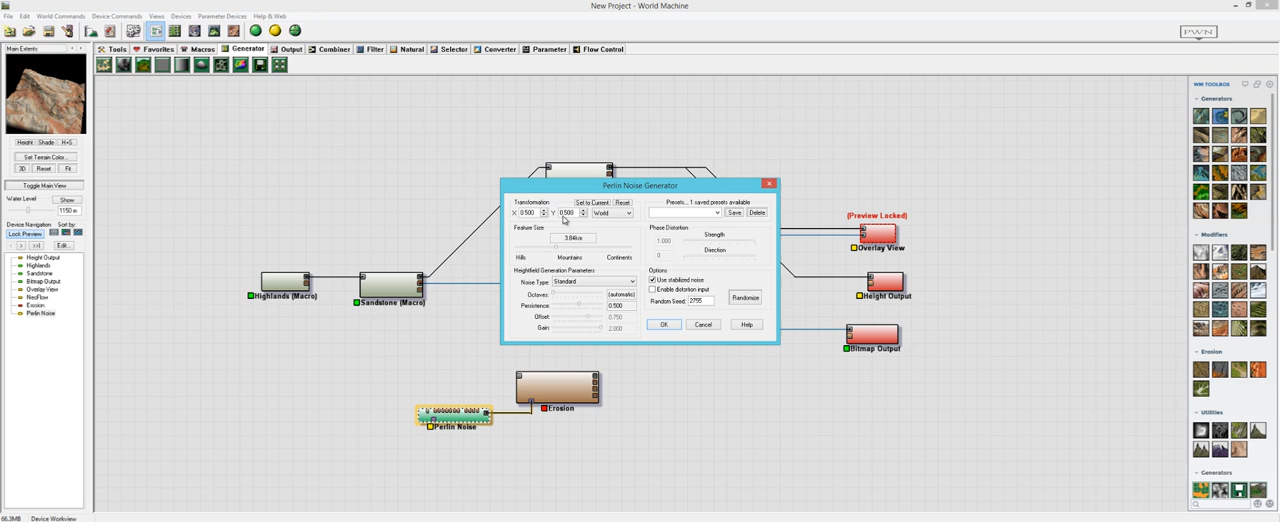 New Project - World Machine
File Edit World Commands Device Commands Views Devices Parameter Devices Help & Web
PWN
Main Extents
Tools Favorites Macros Generator Output Combiner Filter Natural Selector Converter Parameter Flow Control
Height Shade H+S
Set Terrain Color...
3D Reset Fit
Toggle Main View
Water Level Show
1150 m
Device Navigation Sort by:
Lock Preview
< > >>| Edit...
Height Output
Highlands
Sandstone
Bitmap Output
Overlay View
NeoFlow
Erosion
Perlin Noise
Highlands (Macro)
Sandstone (Macro)
Perlin Noise
Erosion
(Preview Locked)
Overlay View
Height Output
Bitmap Output
Perlin Noise Generator
Transformation Set to Current Reset
X 0.500 Y 0.500 World
Feature Size
3.84km
Hills Mountains Continents
Heightfield Generation Parameters
Noise Type: Standard
Octaves: (automatic)
Persistence: 0.500
Offset: 0.750
Gain: 2.000
Presets... 1 saved presets available
Save Delete
Phase Distortion
Strength
1.000
Direction
0
Options
Use stabilized noise
Enable distortion input
Random Seed: 2755 Randomize
OK Cancel Help
WM TOOLBOX
Generators
Modifiers
Erosion
Utilities
Generators
66.3MB Device Workview